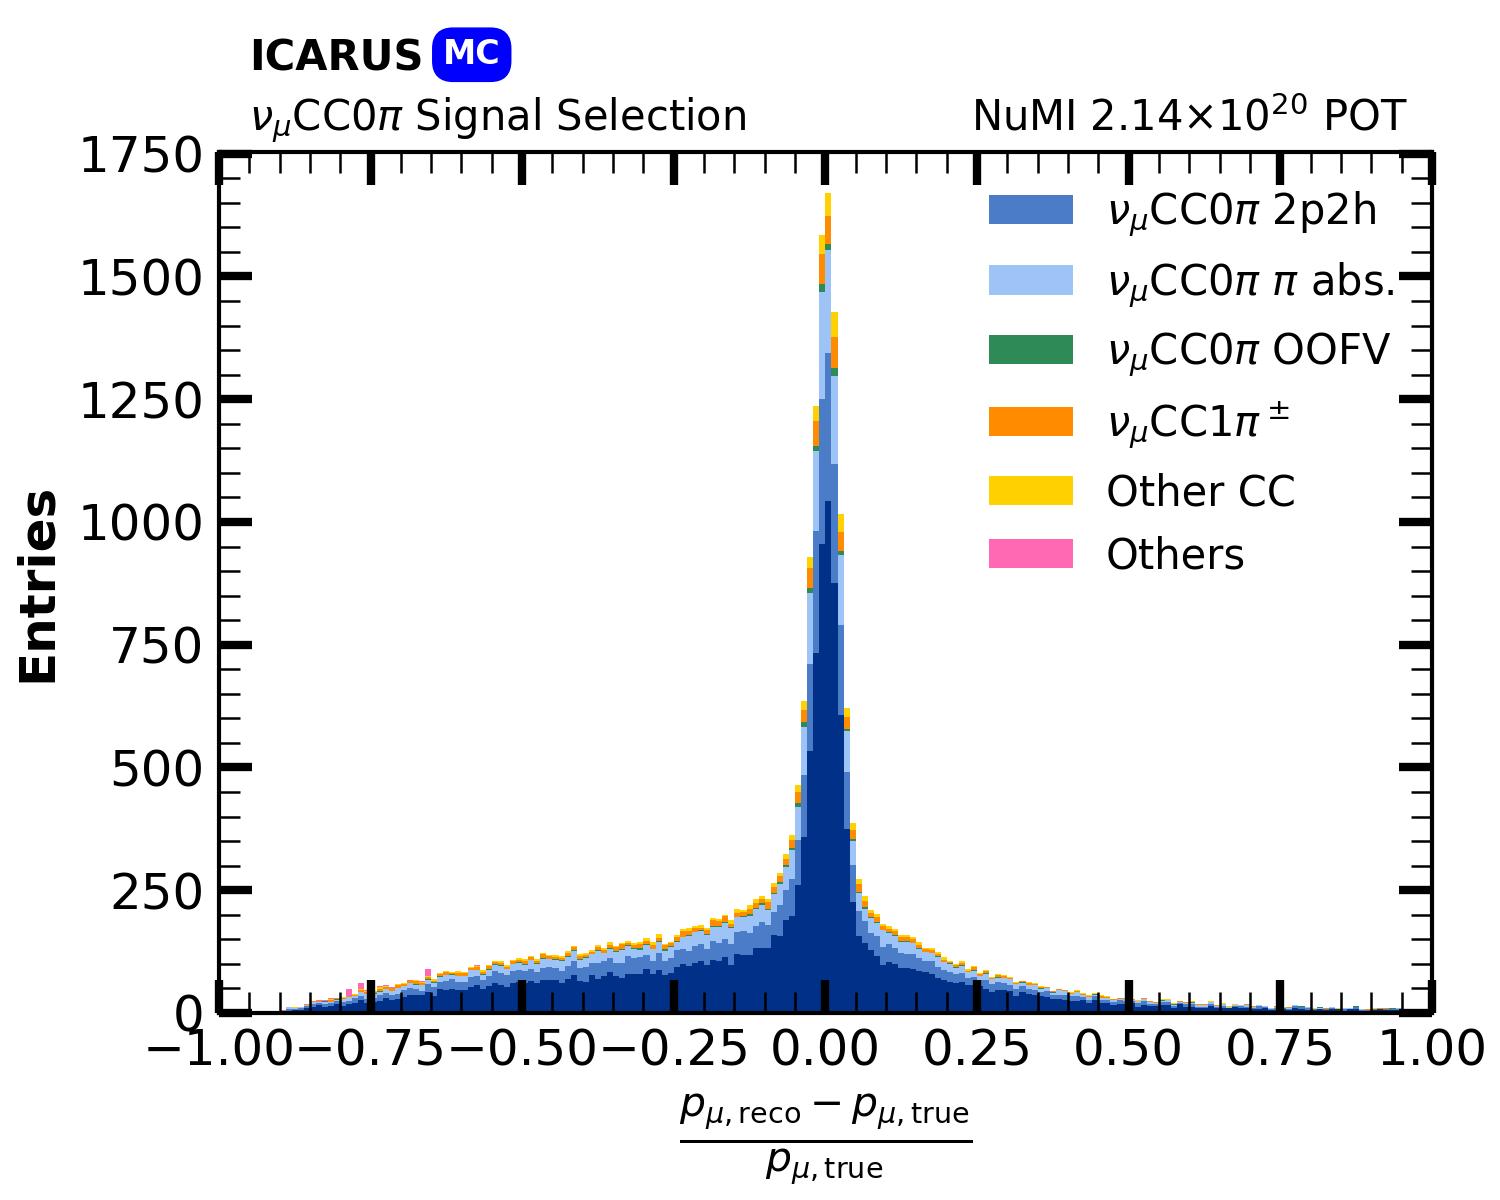 ICARUS MC
νμCC0π Signal Selection NuMI 2.14×10²⁰ POT
1750
1500
1250
1000
750
500
250
0
Entries
νμCC0π 2p2h
νμCC0π π abs.
νμCC0π OOFV
νμCC1π±
Other CC
Others
−1.00 −0.75 −0.50 −0.25 0.00 0.25 0.50 0.75 1.00
pμ, reco − pμ, true
pμ, true